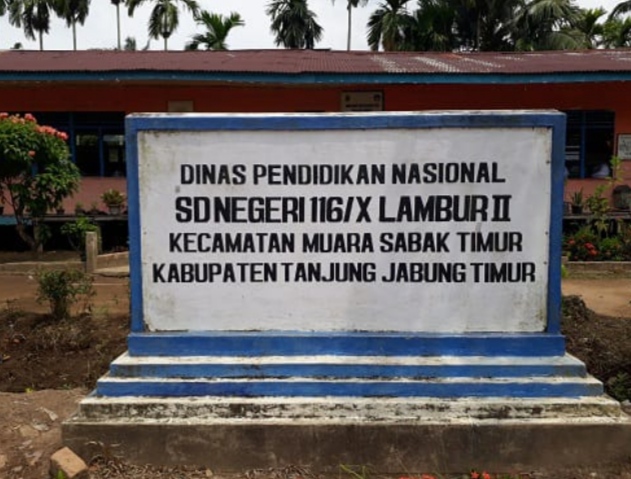 DINAS PENDIDIKAN NASIONAL
SD NEGERI 116/X LAMBUR II
KECAMATAN MUARA SABAK TIMUR
KABUPATEN TANJUNG JABUNG TIMUR